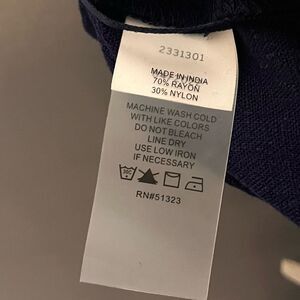 2331301
MADE IN INDIA
70% RAYON
30% NYLON
MACHINE WASH COLD
WITH LIKE COLORS
DO NOT BLEACH
LINE DRY
USE LOW IRON
IF NECESSARY
RN#51323